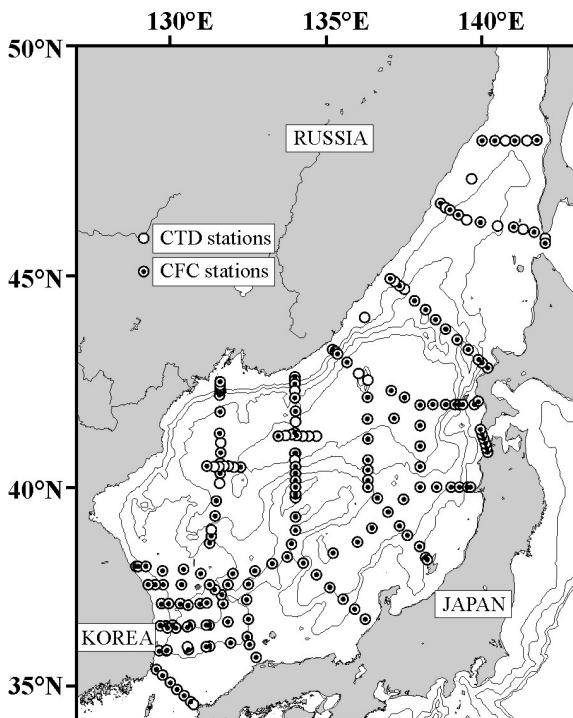 130°E 135°E 140°E
50°N
RUSSIA
CTD stations
CFC stations
45°N
40°N
JAPAN
KOREA
35°N